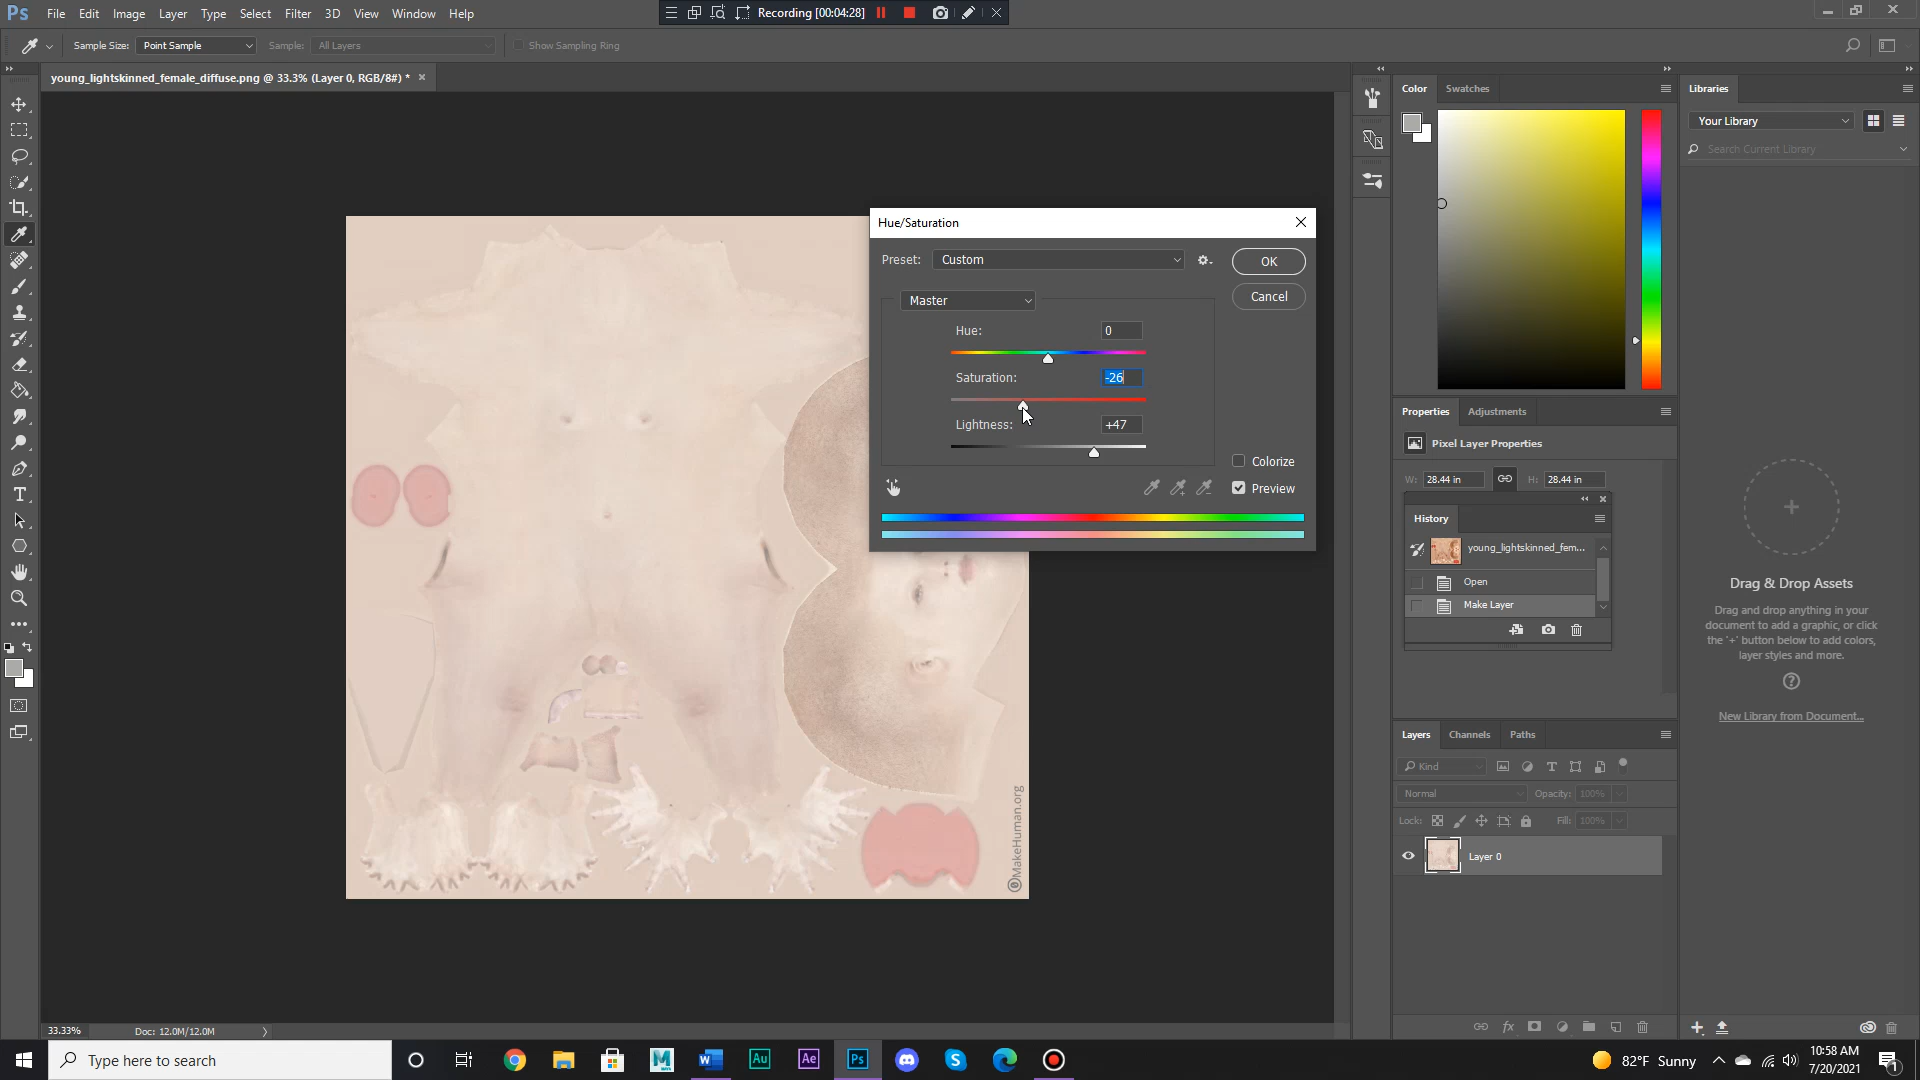 Ps File Edit Image Layer Type Select Filter 3D View Window Help
Recording [00:04:28]
Sample Size: Point Sample Sample: All Layers Show Sampling Ring
young_lightskinned_female_diffuse.png @ 33.3% (Layer 0, RGB/8#) *
Hue/Saturation
Preset: Custom
OK
Cancel
Master
Hue: 0
Saturation: -26
Lightness: +47
Colorize
Preview
©MakeHuman.org
Color Swatches
Properties Adjustments
Pixel Layer Properties
W: 28.44 in H: 28.44 in
History
young_lightskinned_fem...
Open
Make Layer
Layers Channels Paths
Kind
Normal Opacity: 100%
Lock: Fill: 100%
Layer 0
Libraries
Your Library
Search Current Library
Drag & Drop Assets
Drag and drop anything in your
document to add a graphic, or click
the '+' button below to add colors,
layer styles and more.
New Library from Document...
33.33% Doc: 12.0M/12.0M
Type here to search
M
W
Au
Ae
Ps
S
82°F Sunny
10:58 AM
7/20/2021
1